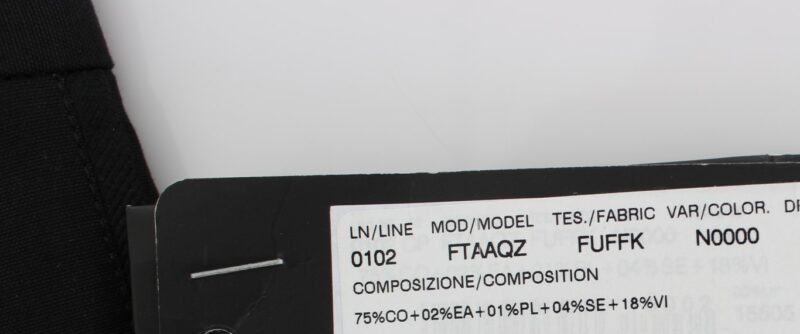 LN/LINE MOD/MODEL TES./FABRIC VAR/COLOR.
0102 FTAAQZ FUFFK N0000
COMPOSIZIONE/COMPOSITION
75%CO+02%EA+01%PL+04%SE+18%VI